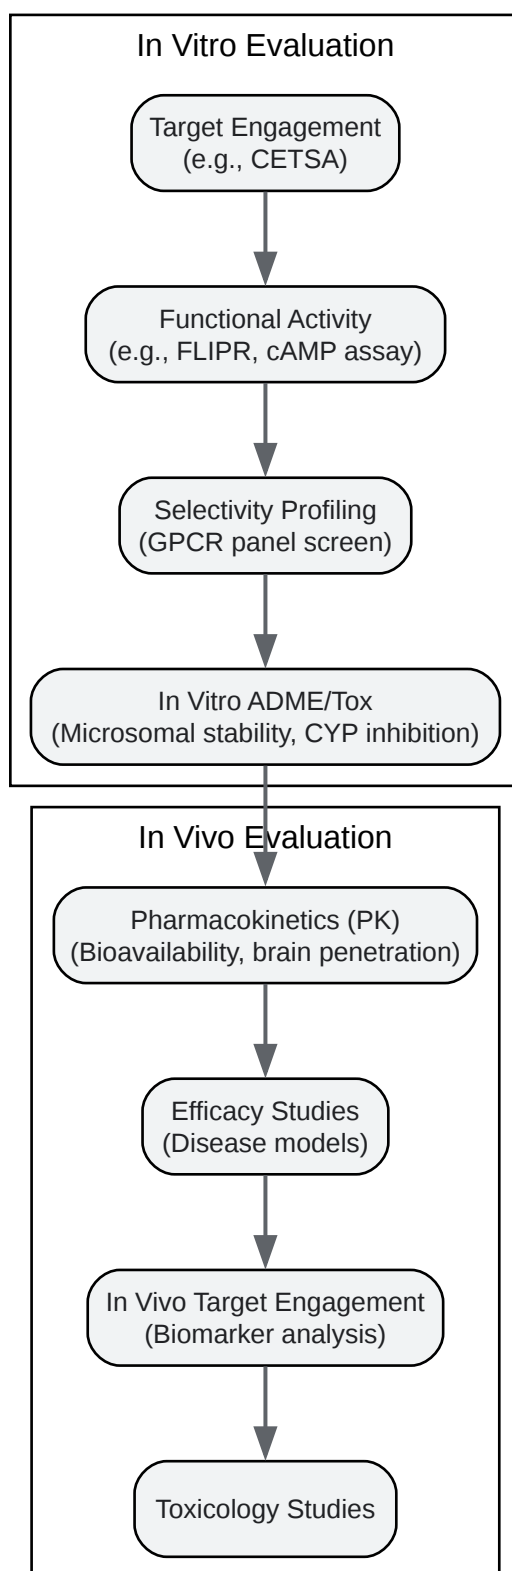 In Vitro Evaluation
Target Engagement
(e.g., CETSA)
Functional Activity
(e.g., FLIPR, cAMP assay)
Selectivity Profiling
(GPCR panel screen)
In Vitro ADME/Tox
(Microsomal stability, CYP inhibition)
In Vivo Evaluation
Pharmacokinetics (PK)
(Bioavailability, brain penetration)
Efficacy Studies
(Disease models)
In Vivo Target Engagement
(Biomarker analysis)
Toxicology Studies